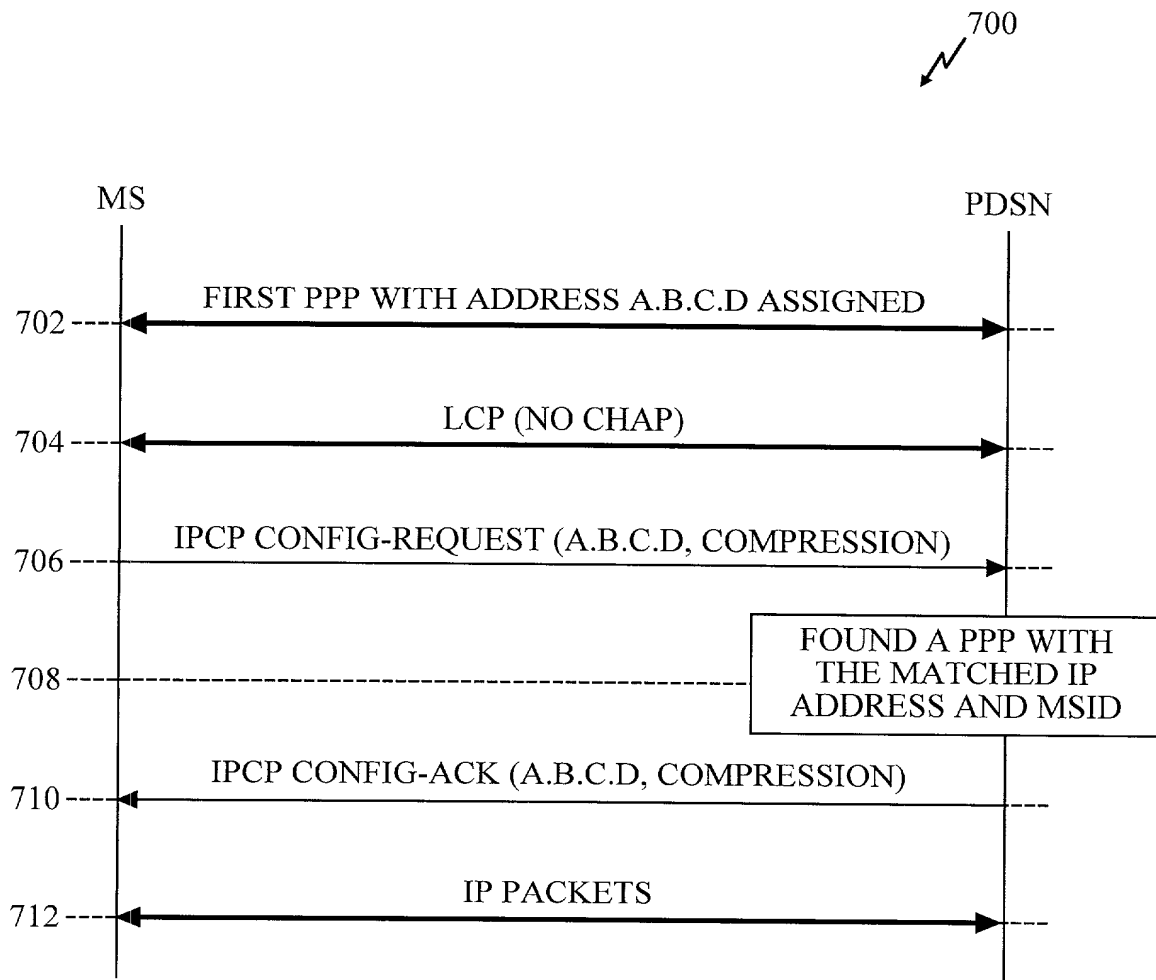 700
MS
PDSN
FIRST PPP WITH ADDRESS A.B.C.D ASSIGNED
702
LCP (NO CHAP)
704
IPCP CONFIG-REQUEST (A.B.C.D, COMPRESSION)
706
FOUND A PPP WITH
THE MATCHED IP
ADDRESS AND MSID
708
IPCP CONFIG-ACK (A.B.C.D, COMPRESSION)
710
IP PACKETS
712